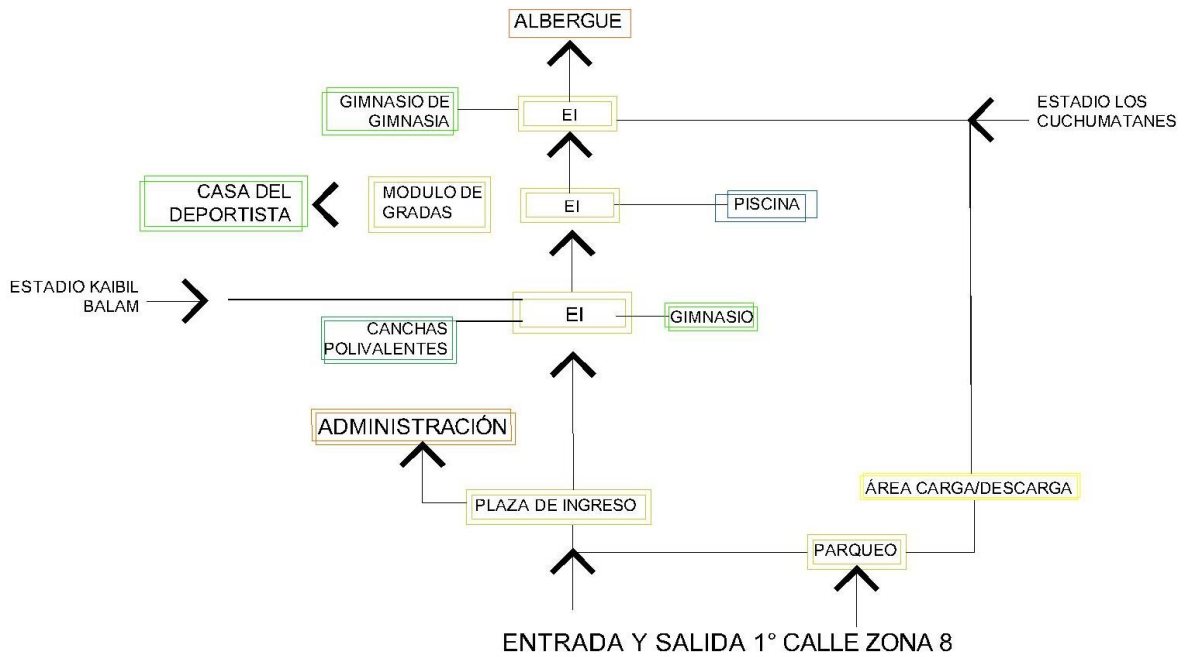 ALBERGUE
GIMNASIO DE
GIMNASIA
EI
ESTADIO LOS
CUCHUMATANES
CASA DEL
DEPORTISTA
MODULO DE
GRADAS
EI
PISCINA
ESTADIO KAIBIL
BALAM
EI
GIMNASIO
CANCHAS
POLIVALENTES
ADMINISTRACIÓN
ÁREA CARGA/DESCARGA
PLAZA DE INGRESO
PARQUEO
ENTRADA Y SALIDA 1° CALLE ZONA 8